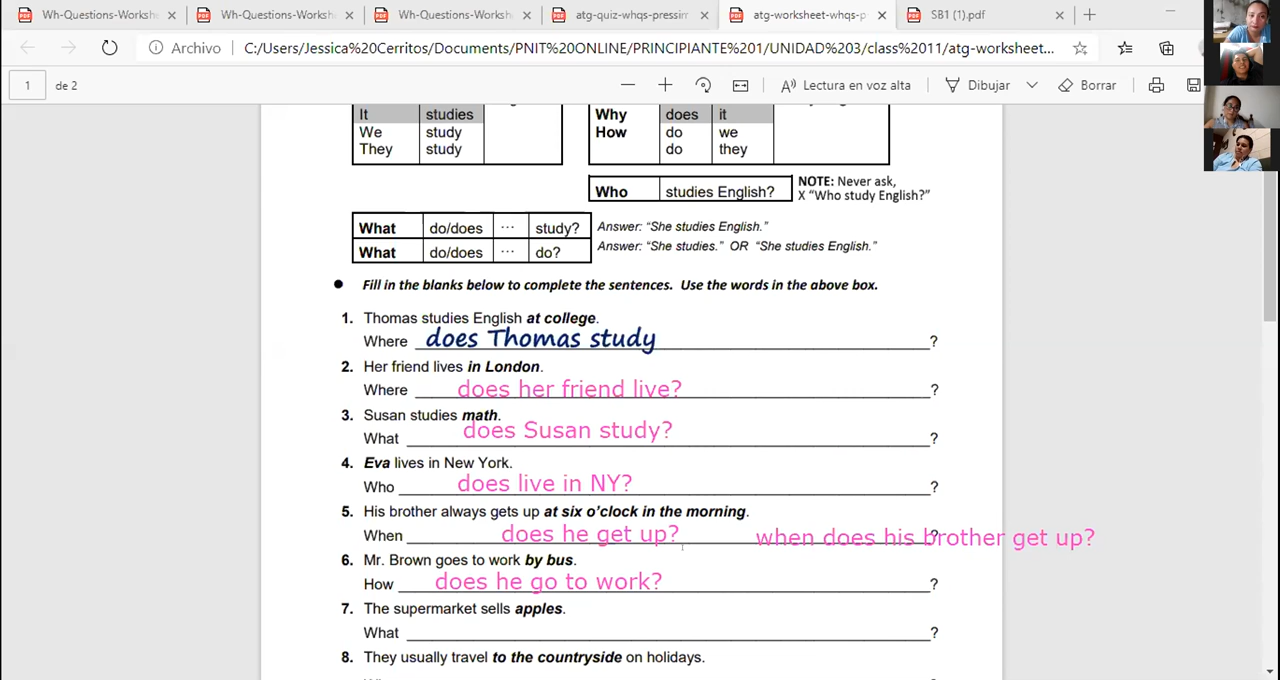 Wh-Questions-Worksh
Wh-Questions-Worksh
Wh-Questions-Worksh
atg-quiz-whqs-pressim
atg-worksheet-whqs-p
SB1 (1).pdf
Archivo
C:/Users/Jessica%20Cerritos/Documents/PNIT%20ONLINE/PRINCIPIANTE%201/UNIDAD%203/class%2011/atg-worksheet...
1 de 2
Lectura en voz alta
Dibujar
Borrar
It studies Why does it
We study How do we
They study do they
Who studies English? NOTE: Never ask,
X “Who study English?”
What do/does ... study? Answer: “She studies English.”
What do/does ... do? Answer: “She studies.” OR “She studies English.”
● Fill in the blanks below to complete the sentences. Use the words in the above box.
1. Thomas studies English at college.
Where does Thomas study ?
2. Her friend lives in London.
Where does her friend live? ?
3. Susan studies math.
does Susan study?
What ?
4. Eva lives in New York.
Who does live in NY? ?
5. His brother always gets up at six o’clock in the morning.
When does he get up? when does his brother get up? ?
6. Mr. Brown goes to work by bus.
How does he go to work? ?
7. The supermarket sells apples.
What ?
8. They usually travel to the countryside on holidays.